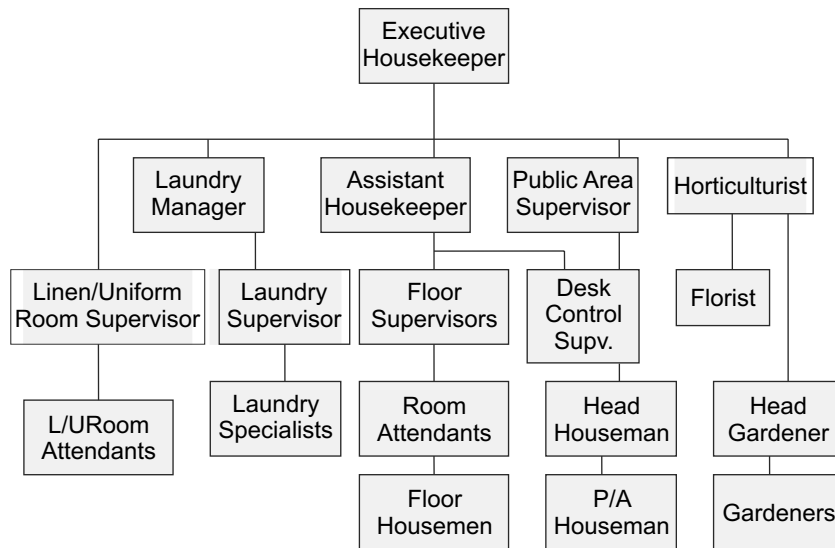 Executive
Housekeeper
Laundry
Manager
Assistant
Housekeeper
Public Area
Supervisor
Horticulturist
Linen/Uniform
Room Supervisor
Laundry
Supervisor
Floor
Supervisors
Desk
Control
Supv.
Florist
L/URoom
Attendants
Laundry
Specialists
Room
Attendants
Head
Houseman
Head
Gardener
Floor
Housemen
P/A
Houseman
Gardeners